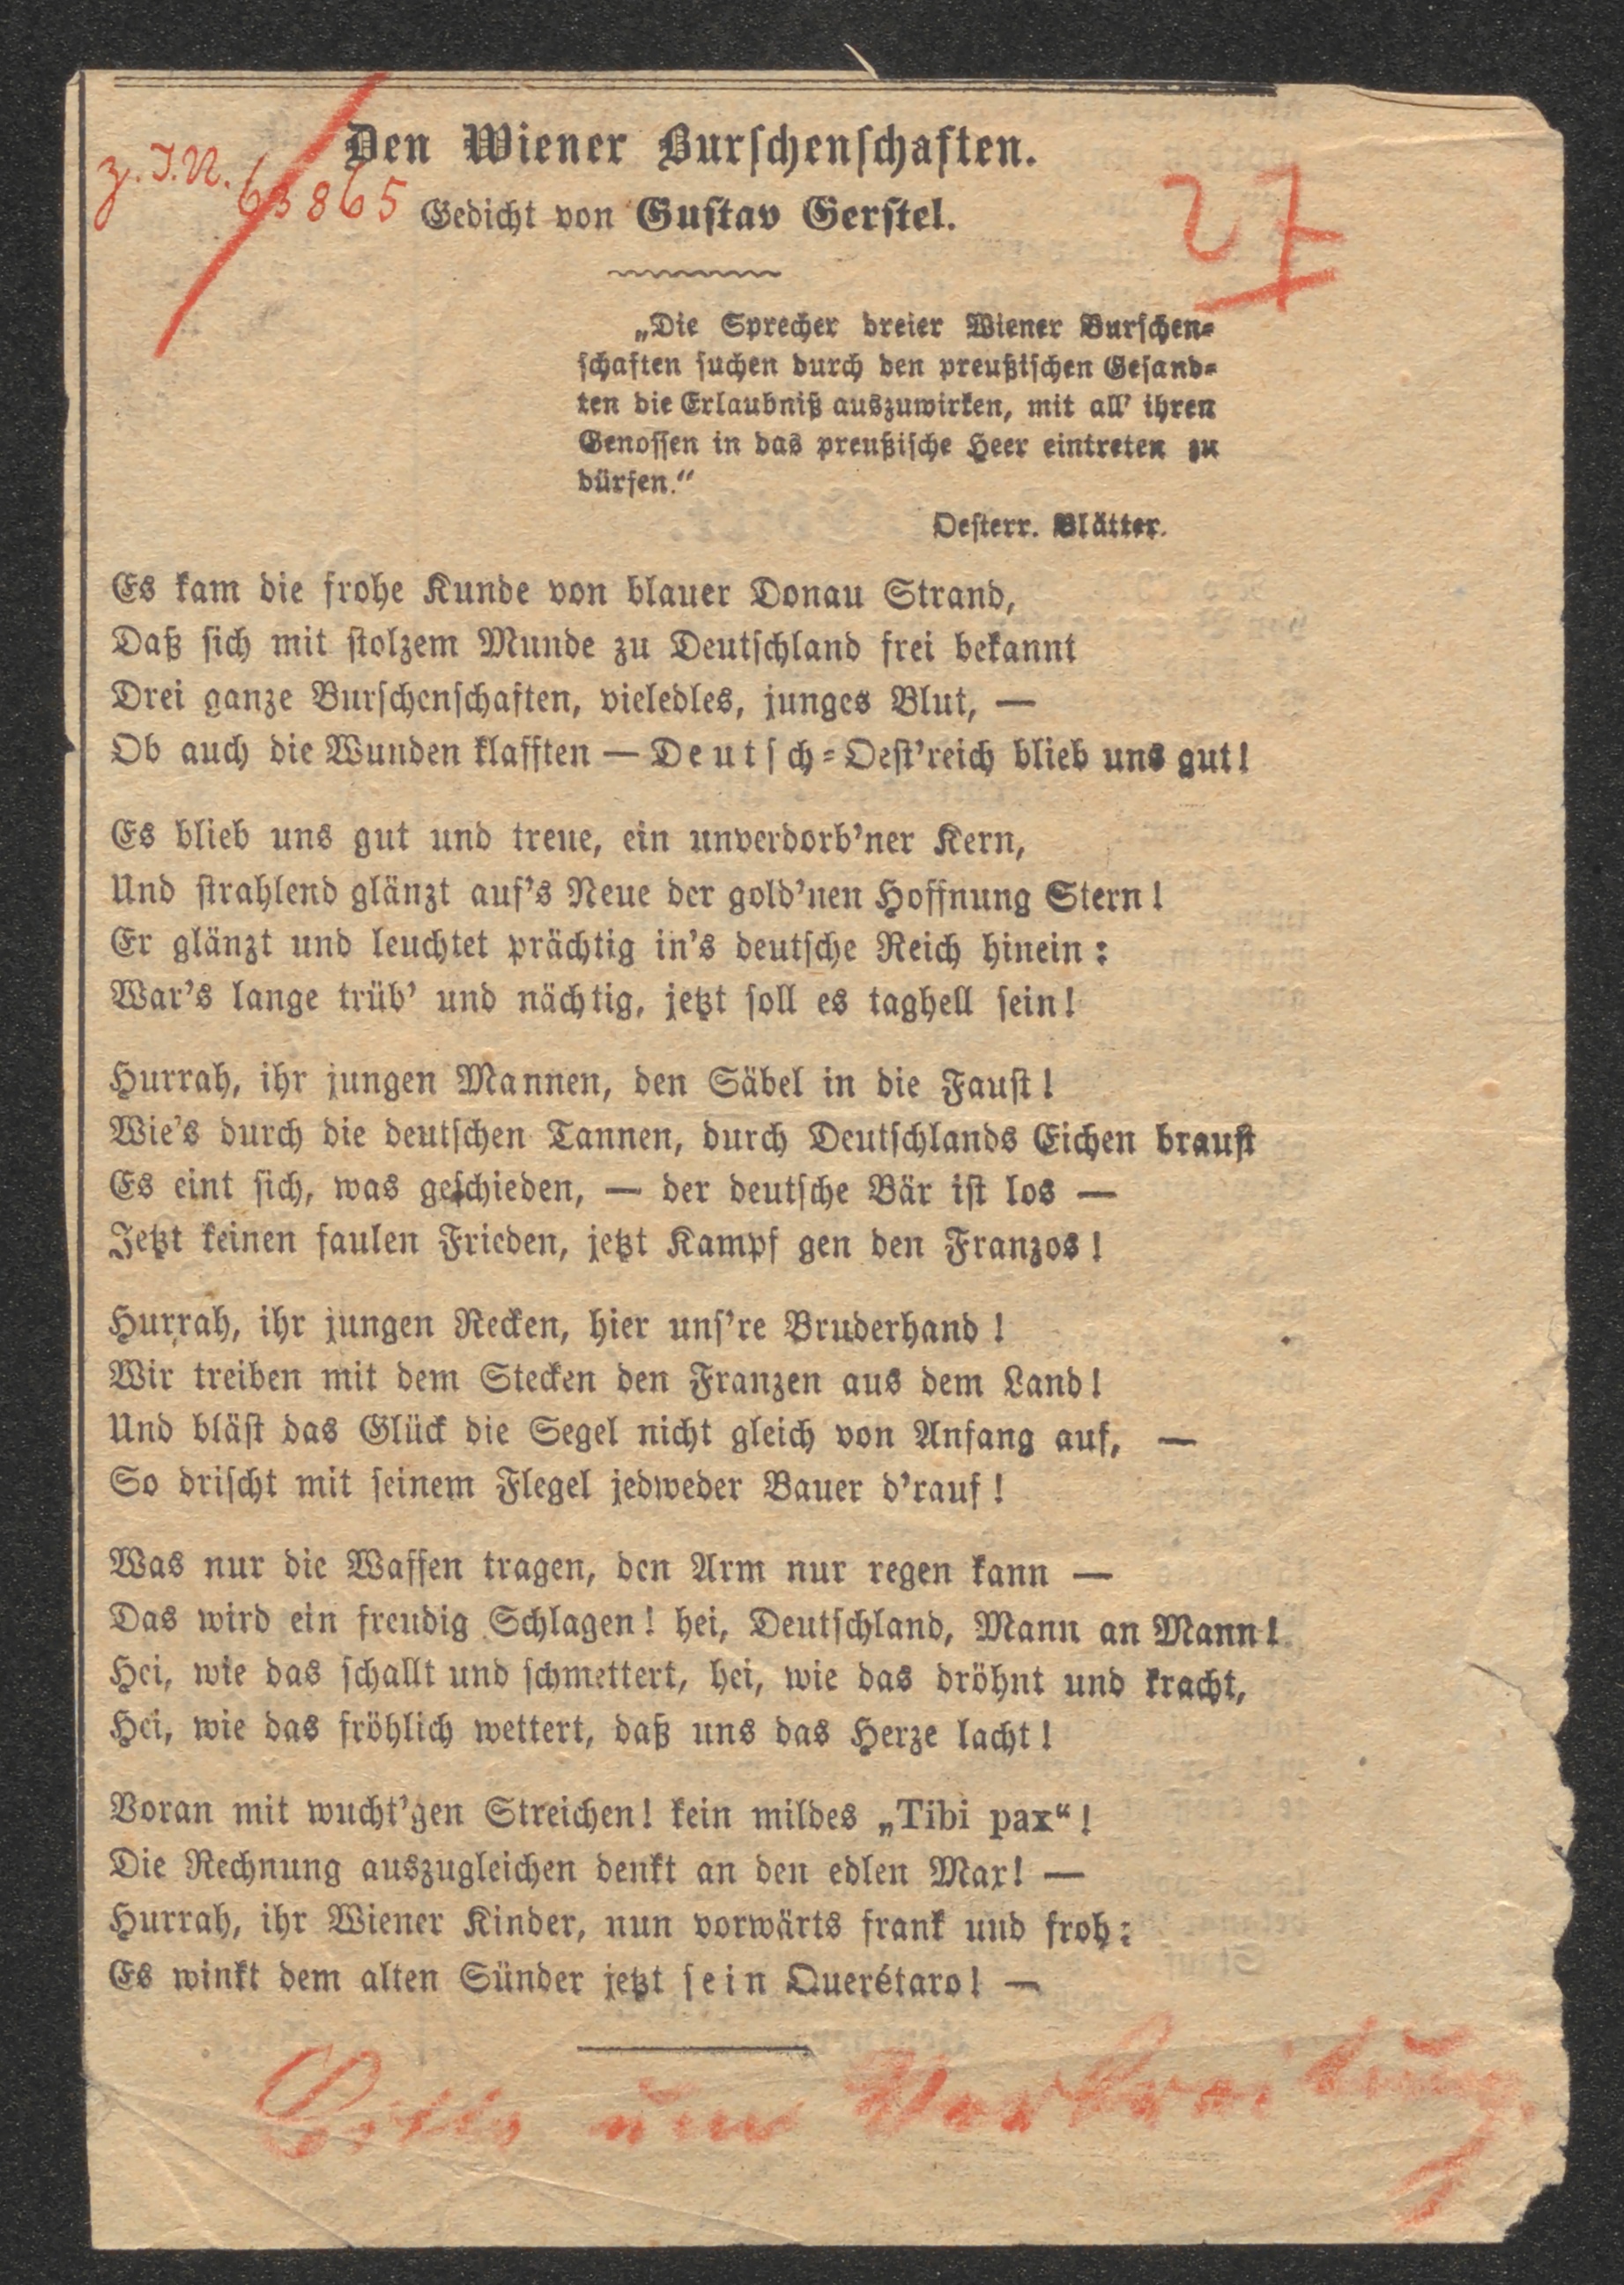 Den Wiener Burschenschaften.
z. I.N. 63865
Gedicht von Gustav Gerstel.
27
„Die Sprecher dreier Wiener Burschen-
schaften suchen durch den preußischen Gesand-
ten die Erlaubniß auszuwirken, mit all' ihren
Genossen in das preußische Heer eintreten zu
dürfen.“
Oesterr. Blätter.
Es kam die frohe Kunde von blauer Donau Strand,
Daß sich mit stolzem Munde zu Deutschland frei bekannt
Drei ganze Burschenschaften, vieledles, junges Blut, —
Ob auch die Wunden klafften — Deutsch-Oest'reich blieb uns gut!
Es blieb uns gut und treue, ein unverdorb'ner Kern,
Und strahlend glänzt auf's Neue der gold'nen Hoffnung Stern!
Er glänzt und leuchtet prächtig in's deutsche Reich hinein:
War's lange trüb' und nächtig, jetzt soll es taghell sein!
Hurrah, ihr jungen Mannen, den Säbel in die Faust!
Wie's durch die deutschen Tannen, durch Deutschlands Eichen braust
Es eint sich, was geschieden, — der deutsche Bär ist los —
Jetzt keinen faulen Frieden, jetzt Kampf gen den Franzos!
Hurrah, ihr jungen Recken, hier uns're Bruderhand!
Wir treiben mit dem Stecken den Franzen aus dem Land!
Und bläst das Glück die Segel nicht gleich von Anfang auf, —
So drischt mit seinem Flegel jedweder Bauer d'rauf!
Was nur die Waffen tragen, den Arm nur regen kann —
Das wird ein freudig Schlagen! hei, Deutschland, Mann an Mann!
Hei, wie das schallt und schmettert, hei, wie das dröhnt und kracht,
Hei, wie das fröhlich wettert, daß uns das Herze lacht!
Voran mit wucht'gen Streichen! kein mildes „Tibi pax“!
Die Rechnung auszugleichen denkt an den edlen Max! —
Hurrah, ihr Wiener Kinder, nun vorwärts frank und froh:
Es winkt dem alten Sünder jetzt sein Querétaro! —
Bitte um Verbreitung